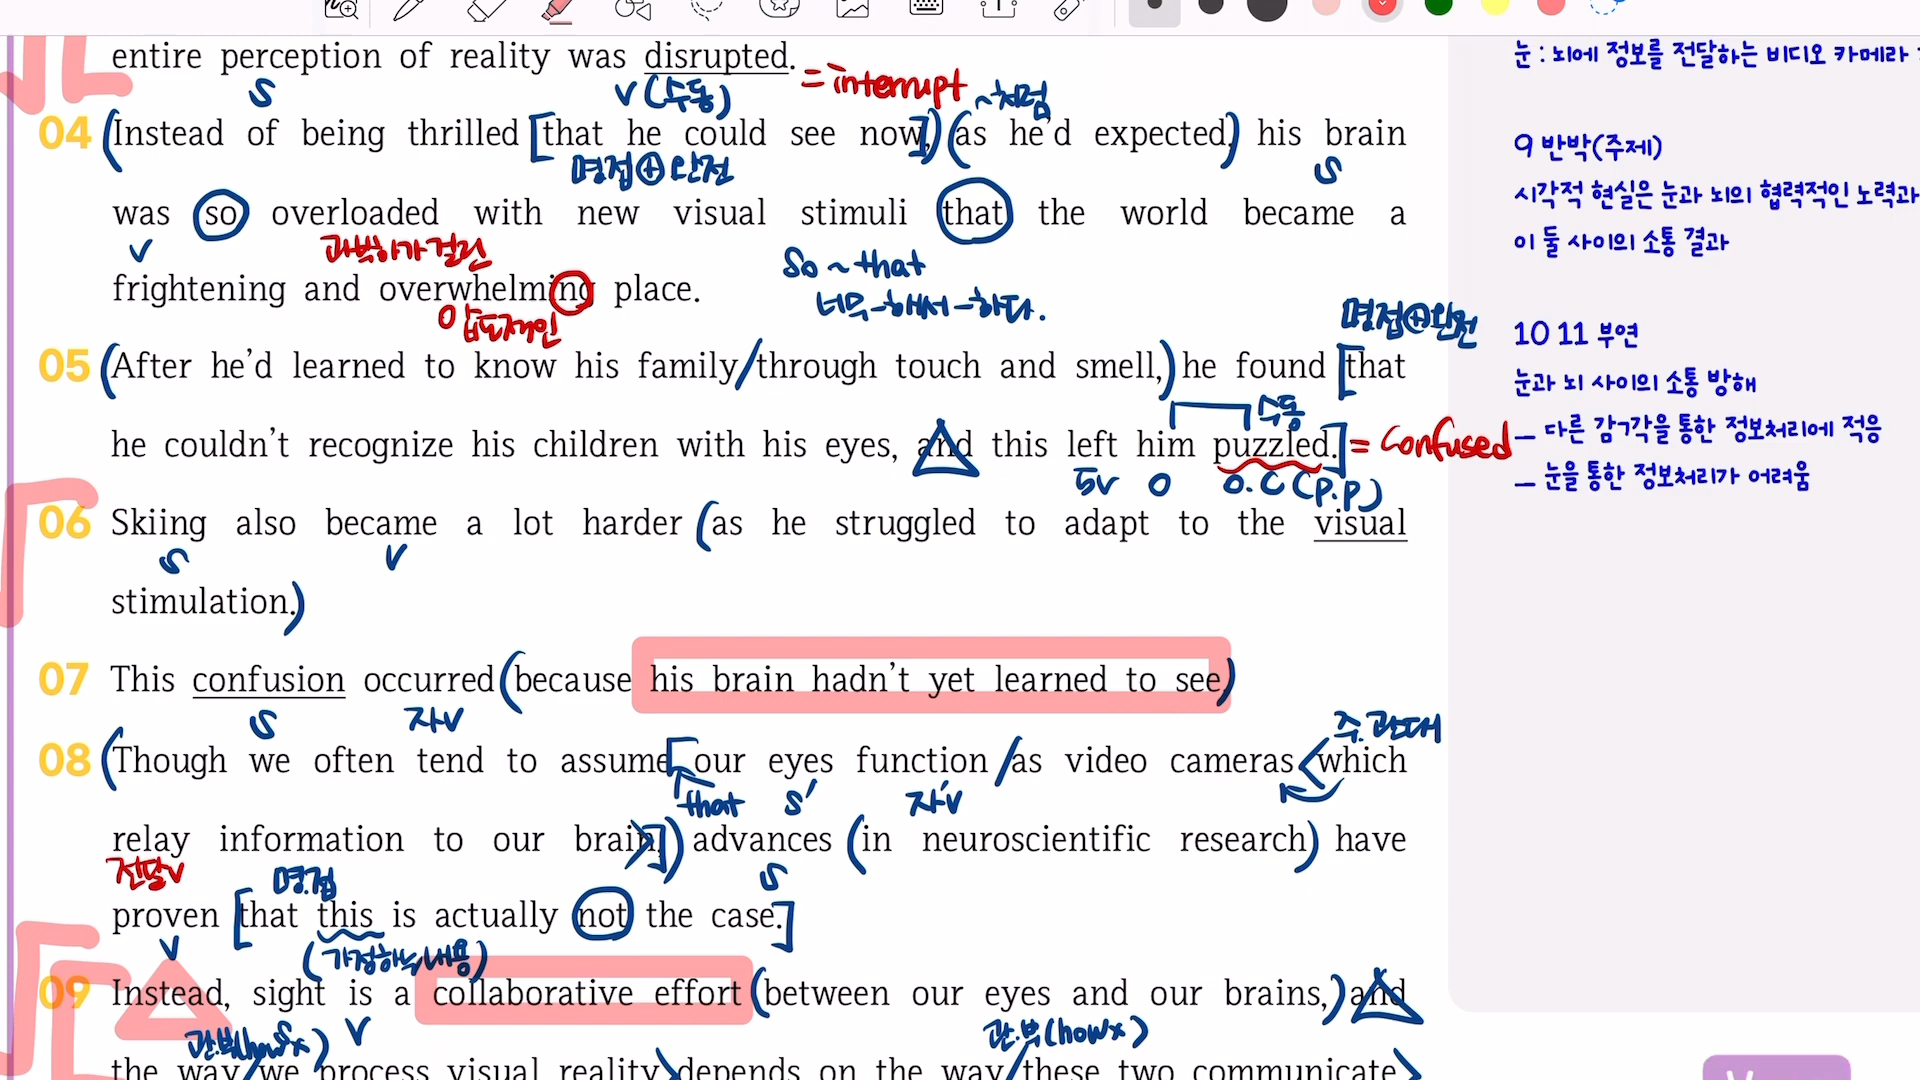 entire perception of reality was disrupted.
S
V (수동)
= interrupt
~처럼
04 (Instead of being thrilled [that he could see now,]) (as he'd expected,) his brain
명접⊕완전
S
was so overloaded with new visual stimuli that the world became a
V
과부하가 걸린
So ~ that
frightening and overwhelming place.
압도적인
너무 -해서 -하다.
명접⊕완전
05 (After he'd learned to know his family/through touch and smell,) he found [that
수동
he couldn't recognize his children with his eyes, and this left him puzzled.] = confused
5V O O.C (P.P)
06 Skiing also became a lot harder (as he struggled to adapt to the visual
S V
stimulation.)
07 This confusion occurred (because his brain hadn't yet learned to see.)
S 자V
주.관대
08 (Though we often tend to assume [our eyes function /as video cameras <which
that S' 자V'
relay information to our brain,>]) advances (in neuroscientific research) have
전달V
명접
S
proven [that this is actually not the case.]
V
(가정하는 내용)
09 Instead, sight is a collaborative effort (between our eyes and our brains,) and
S V
관.부(how x)
관.부(how x)
the way/we process visual reality> depends on the way/these two communicate.>
눈 : 뇌에 정보를 전달하는 비디오 카메라
9 반박(주제)
시각적 현실은 눈과 뇌의 협력적인 노력과
이 둘 사이의 소통 결과
10 11 부연
눈과 뇌 사이의 소통 방해
_ 다른 감각을 통한 정보처리에 적응
_ 눈을 통한 정보처리가 어려움